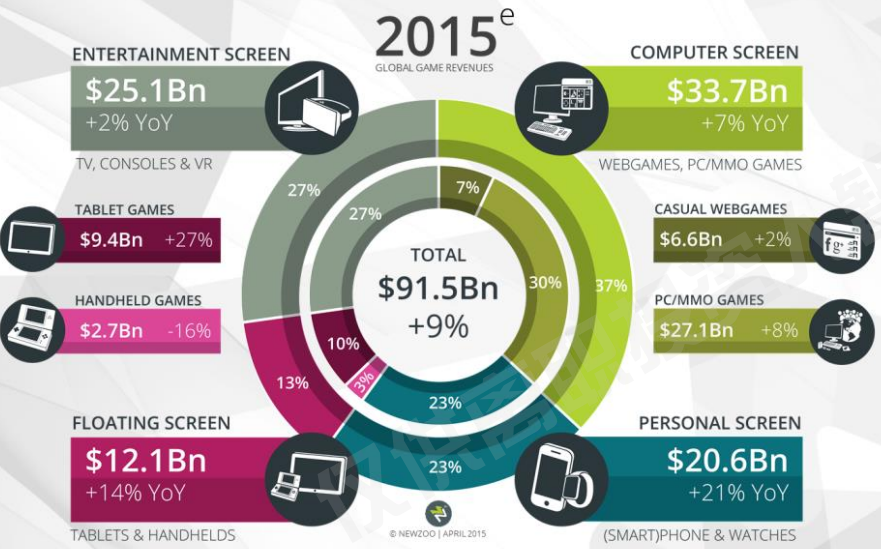 2015e
GLOBAL GAME REVENUES
ENTERTAINMENT SCREEN
$25.1Bn
+2% YoY
TV, CONSOLES & VR
COMPUTER SCREEN
$33.7Bn
+7% YoY
WEBGAMES, PC/MMO GAMES
TABLET GAMES
$9.4Bn +27%
HANDHELD GAMES
$2.7Bn -16%
CASUAL WEBGAMES
$6.6Bn +2%
PC/MMO GAMES
$27.1Bn +8%
27%
27%
7%
30%
37%
TOTAL
$91.5Bn
+9%
10%
3%
13%
23%
23%
FLOATING SCREEN
$12.1Bn
+14% YoY
TABLETS & HANDHELDS
PERSONAL SCREEN
$20.6Bn
+21% YoY
(SMART)PHONE & WATCHES
© NEWZOO | APRIL 2015